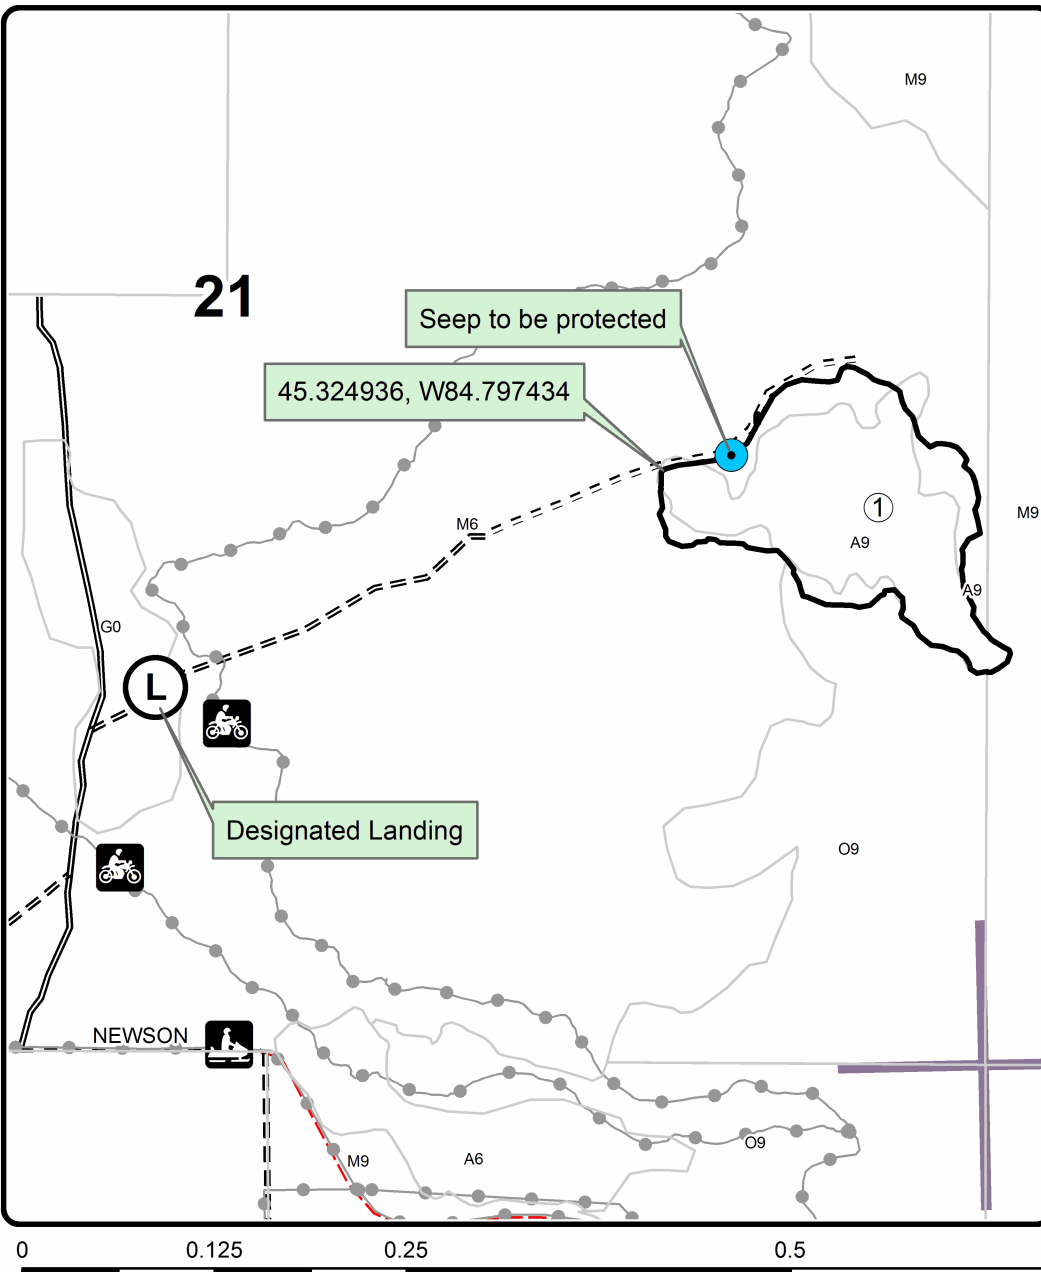 M9
21
Seep to be protected
45.324936, W84.797434
1
M9
M6
A9
A9
G0
L
Designated Landing
O9
NEWSON
O9
M9
A6
0 0.125 0.25 0.5